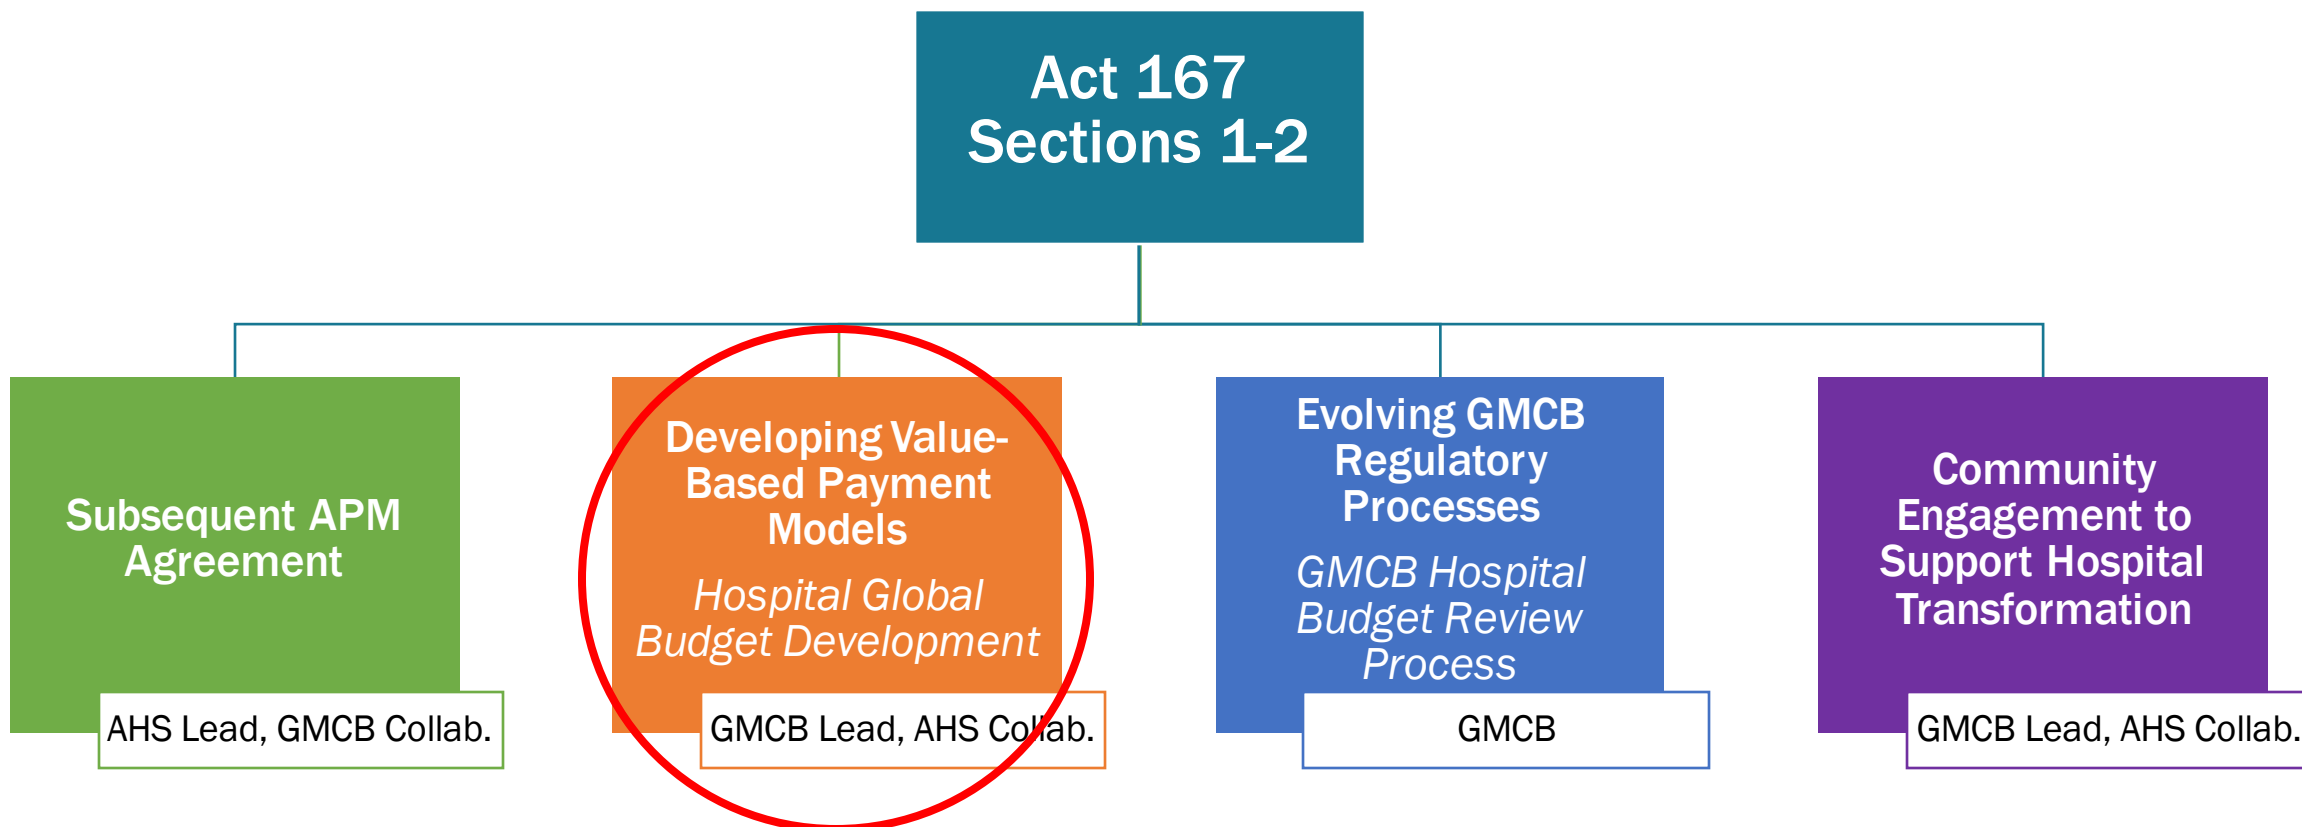 Act 167
Sections 1-2
Subsequent APM
Agreement
AHS Lead, GMCB Collab.
Developing Value-
Based Payment
Models
Hospital Global
Budget Development
GMCB Lead, AHS Collab.
Evolving GMCB
Regulatory
Processes
GMCB Hospital
Budget Review
Process
GMCB
Community
Engagement to
Support Hospital
Transformation
GMCB Lead, AHS Collab.